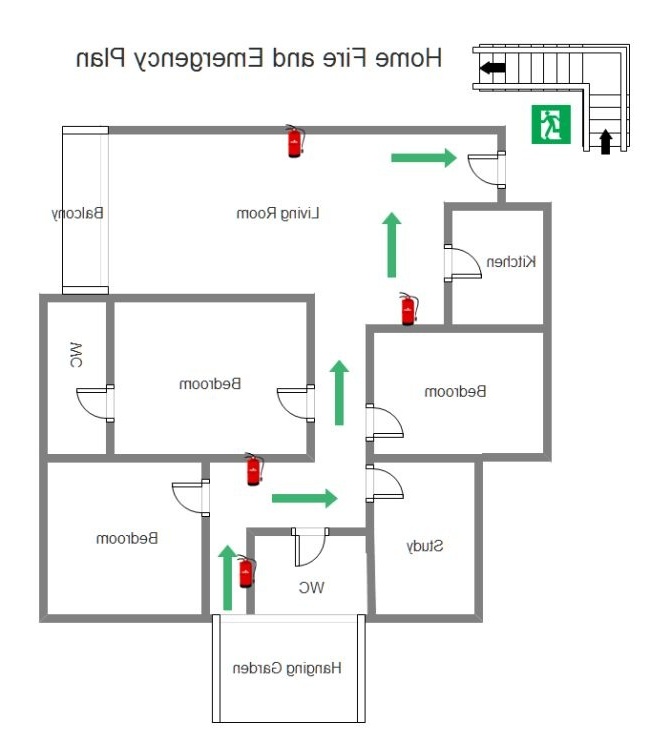 Home Fire and Emergency Plan
Balcony
Living Room
Kitchen
WC
Bedroom
Bedroom
Bedroom
Study
WC
Hanging Garden